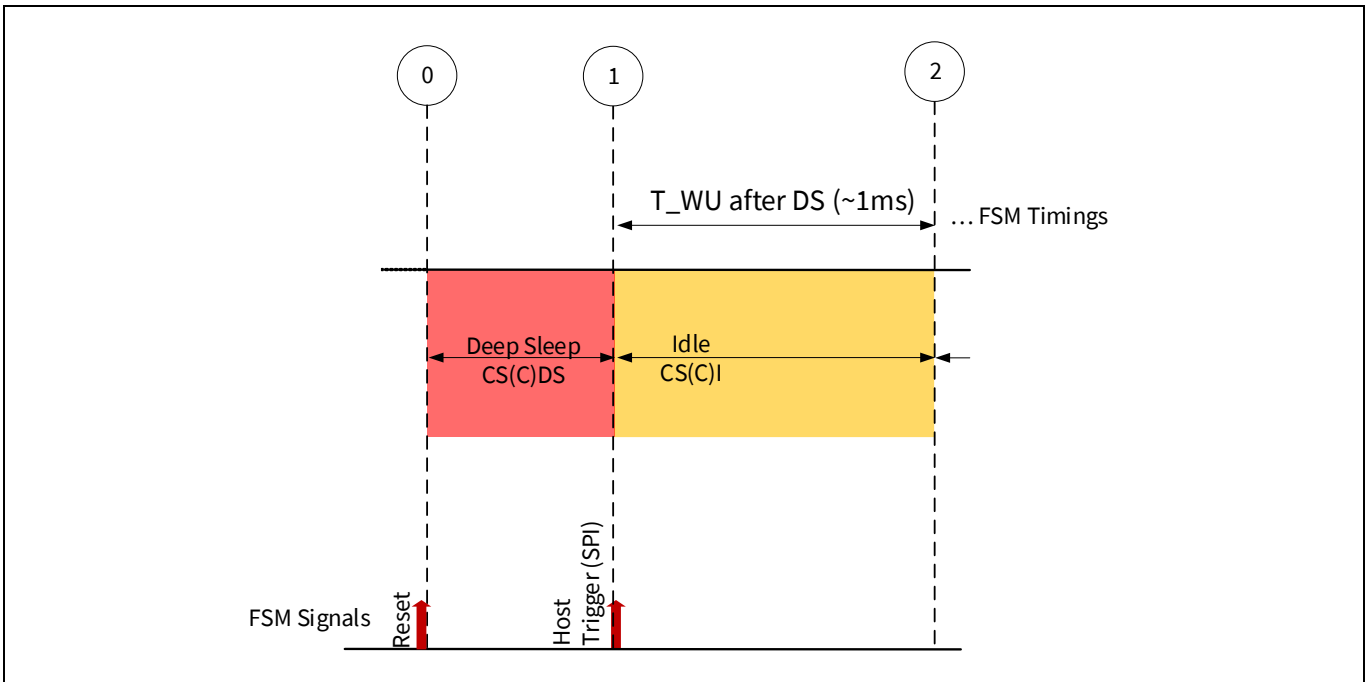 0
1
2
T_WU after DS (~1ms)
... FSM Timings
Deep Sleep
CS(C)DS
Idle
CS(C)I
FSM Signals
Reset
Host
Trigger (SPI)